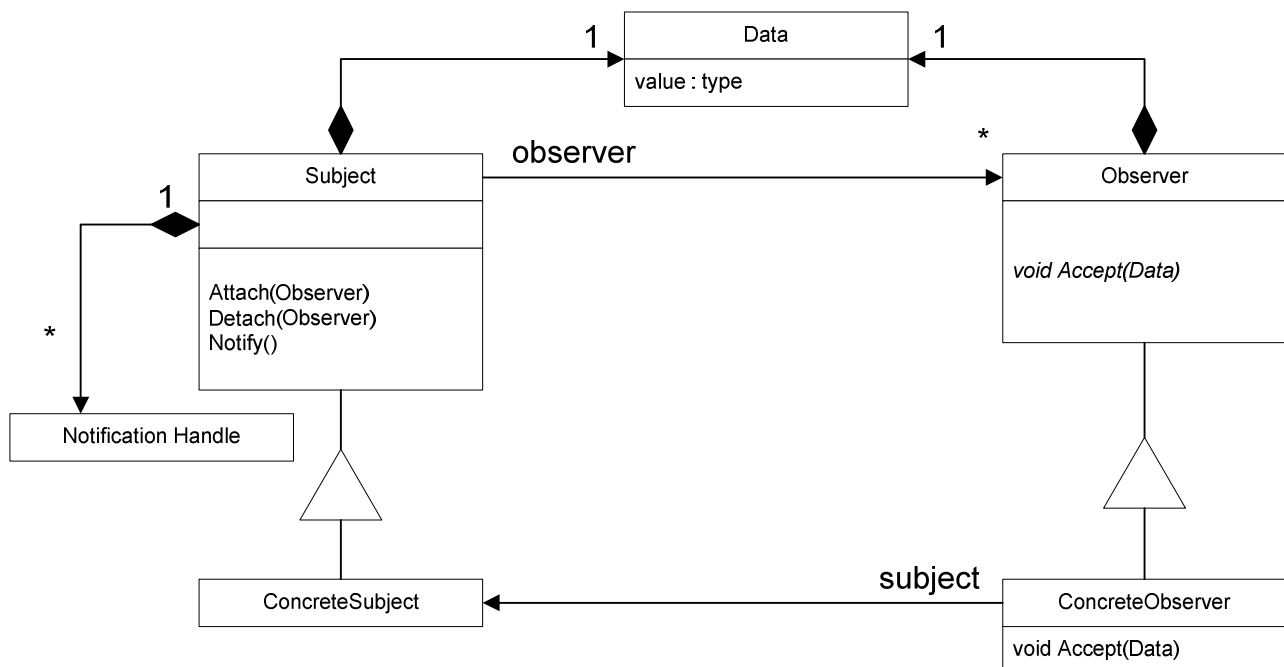 1
Data
1
value : type
observer
*
Subject
Observer
1
void Accept(Data)
Attach(Observer)
Detach(Observer)
Notify()
*
Notification Handle
subject
ConcreteSubject
ConcreteObserver
void Accept(Data)